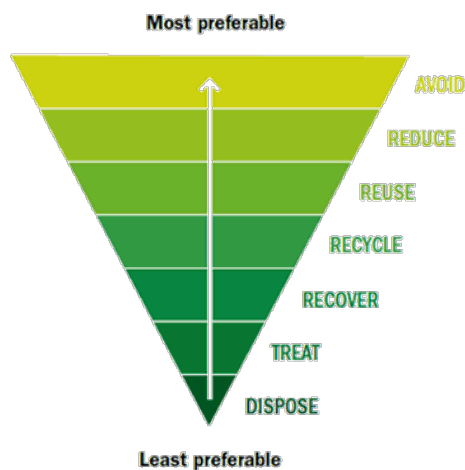 Most preferable
AVOID
REDUCE
REUSE
RECYCLE
RECOVER
TREAT
DISPOSE
Least preferable